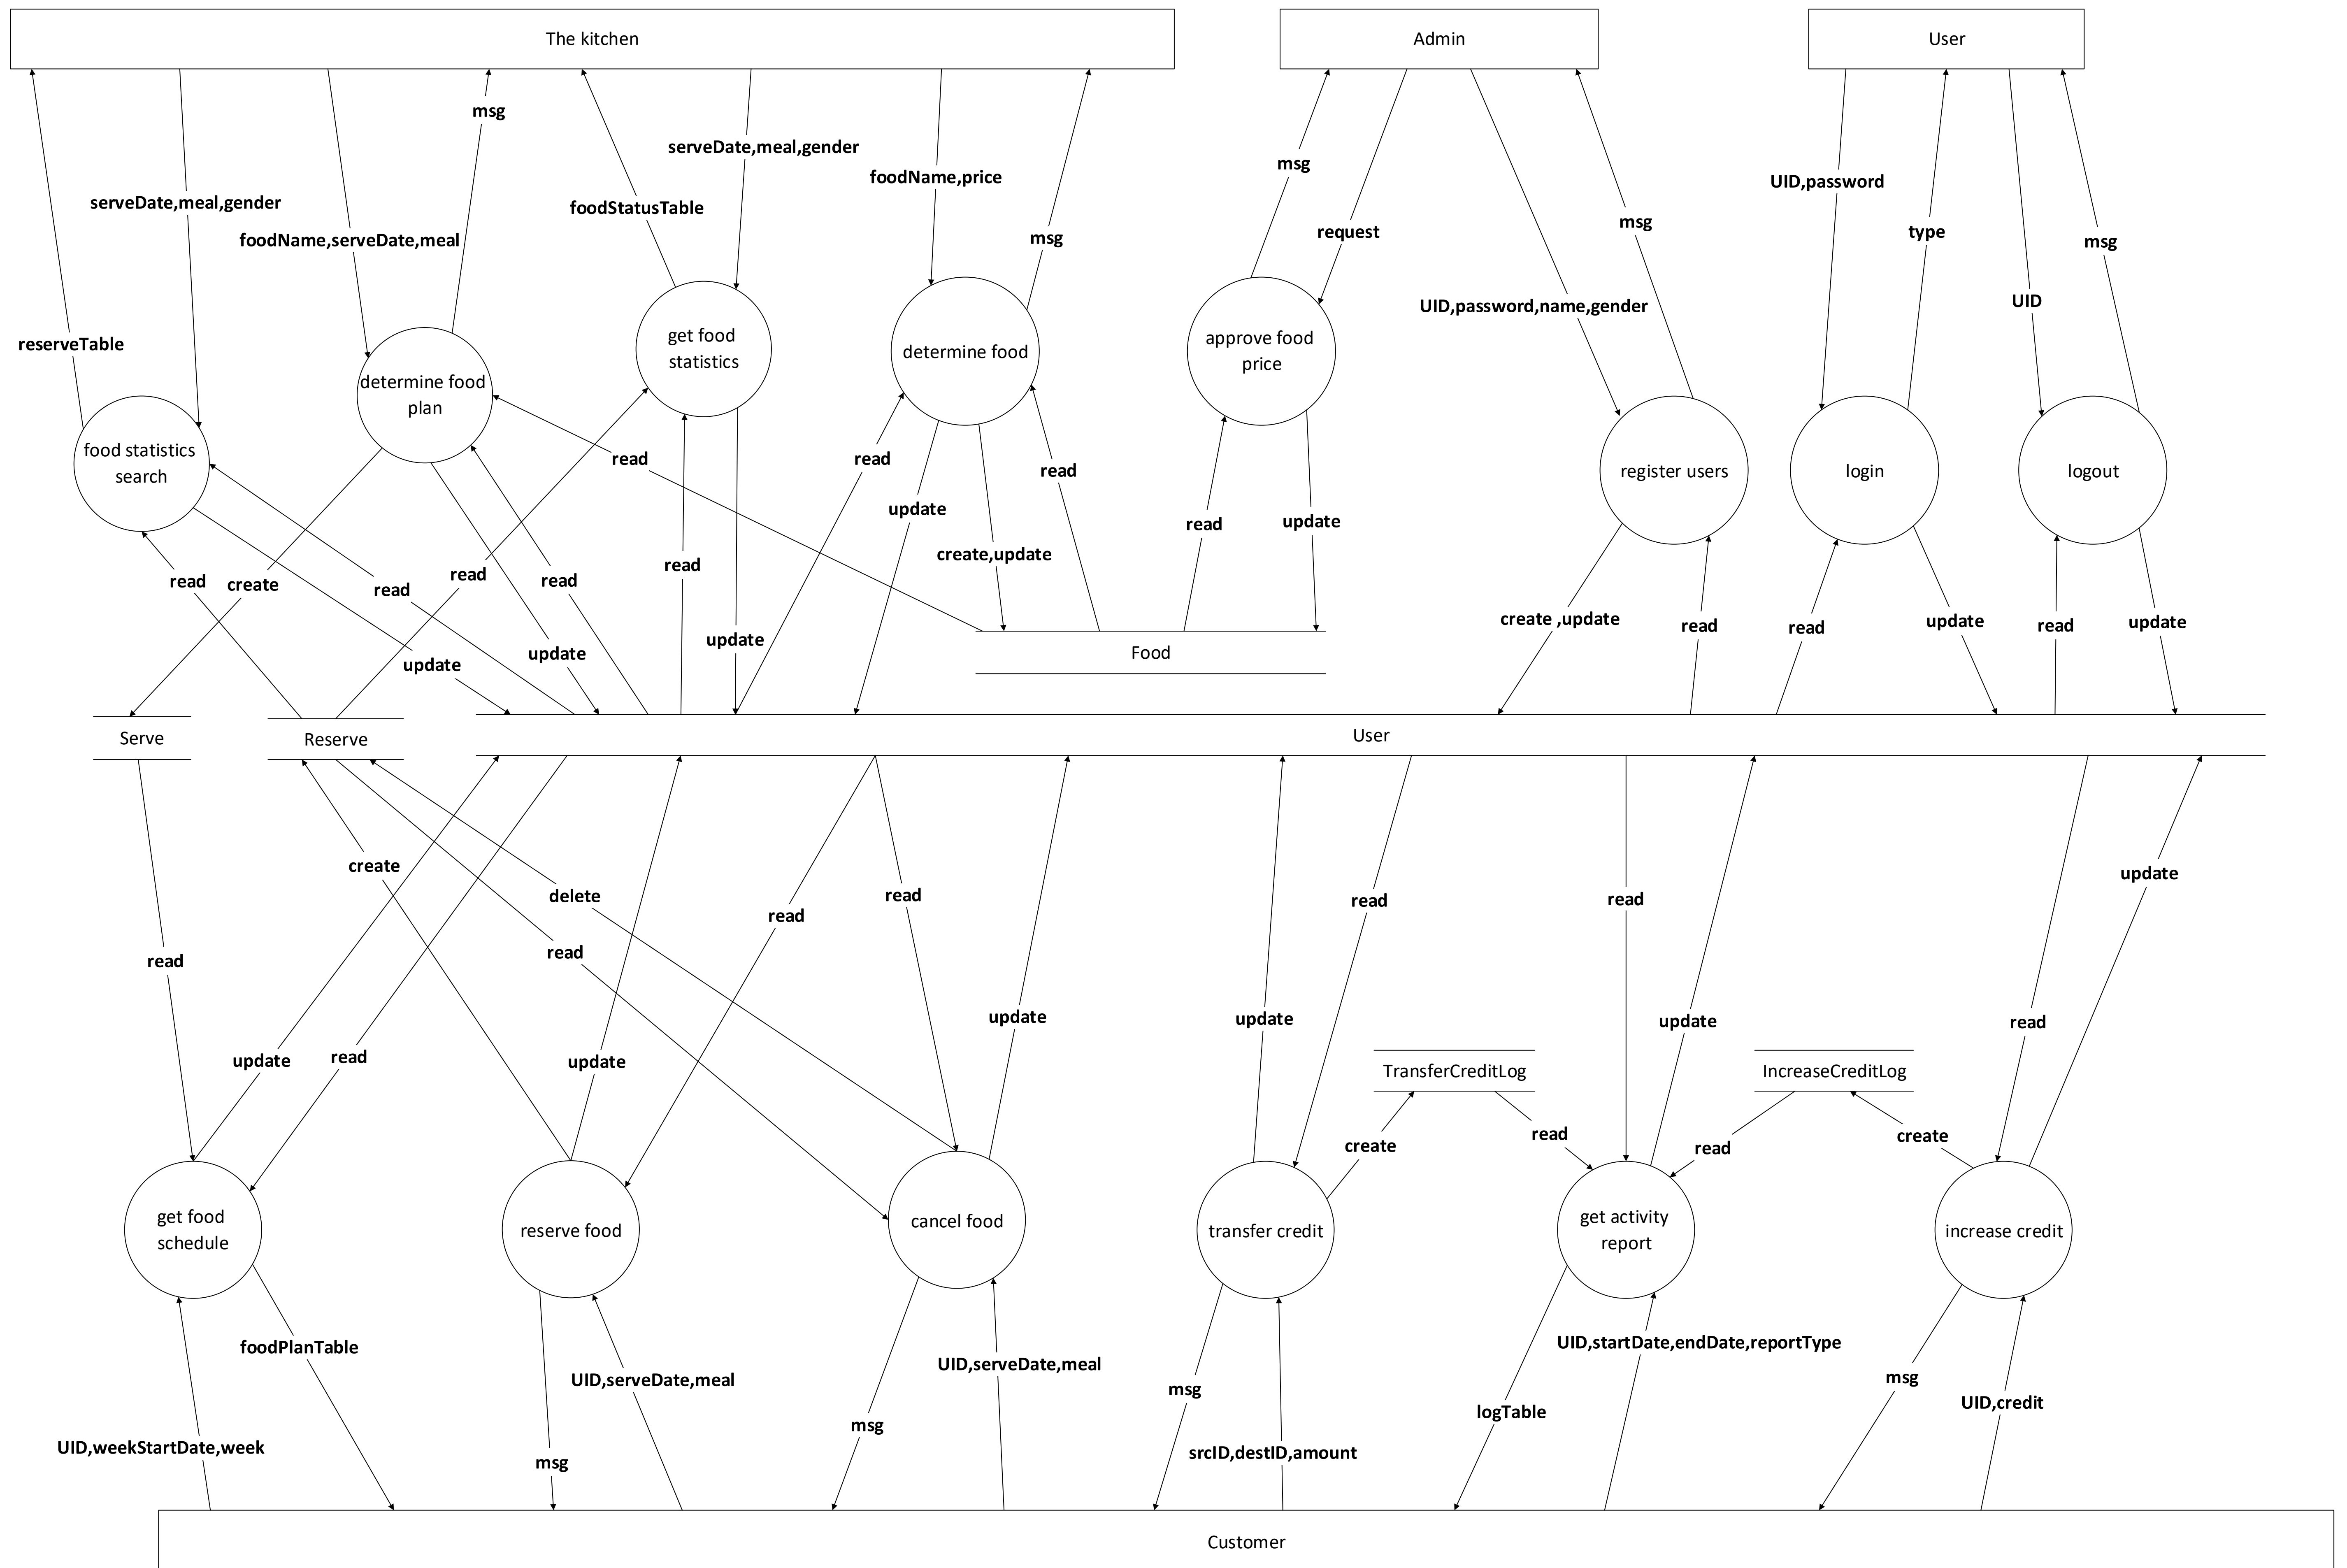 The kitchen
Admin
User
msg
serveDate,meal,gender
msg
foodName,price
UID,password
serveDate,meal,gender
foodStatusTable
msg
request
type
foodName,serveDate,meal
msg
msg
UID
UID,password,name,gender
reserveTable
get food
statistics
determine food
approve food
price
determine food
plan
food statistics
search
register users
login
logout
read
read
read
update
read
update
create,update
read
create
read
read
read
read
update
update
update
create ,update
read
read
update
read
update
Food
Serve
Reserve
User
create
delete
read
read
read
read
update
read
read
update
read
update
update
update
read
read
update
TransferCreditLog
IncreaseCreditLog
create
read
read
create
get food
schedule
reserve food
cancel food
transfer credit
get activity
report
increase credit
foodPlanTable
UID,serveDate,meal
UID,serveDate,meal
UID,startDate,endDate,reportType
msg
msg
UID,credit
logTable
msg
UID,weekStartDate,week
msg
srcID,destID,amount
Customer